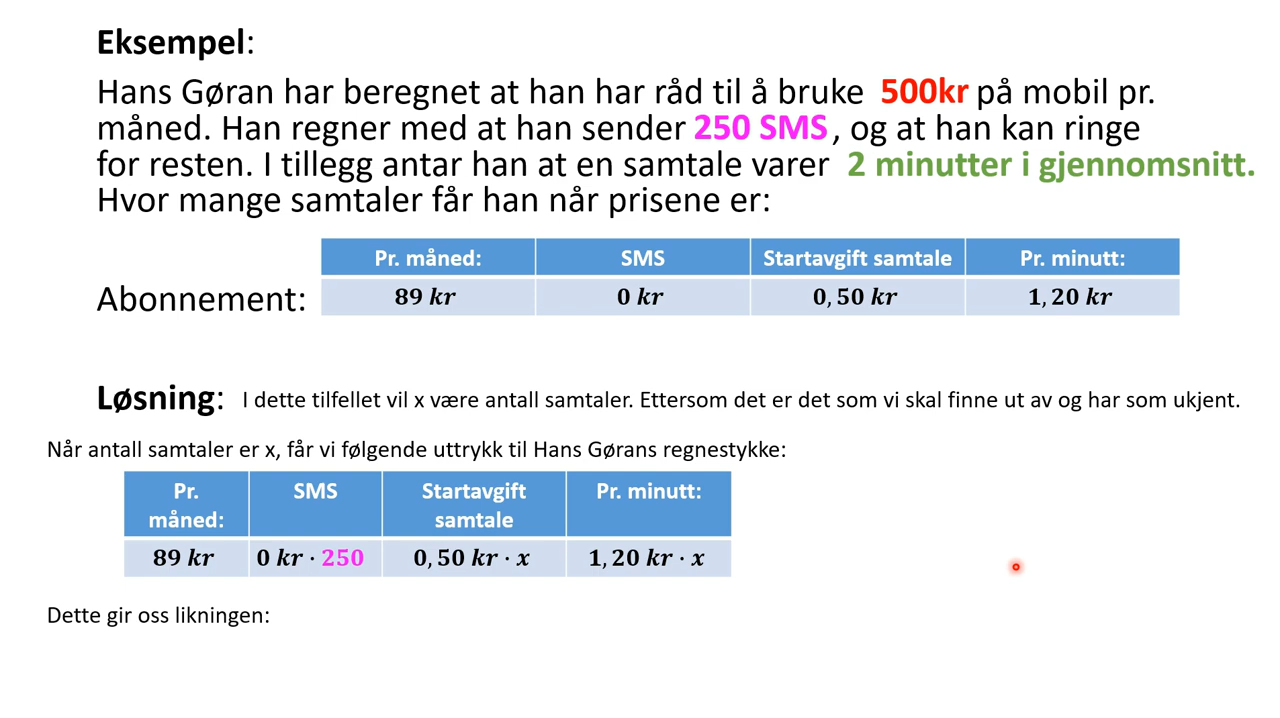 Eksempel:
Hans Gøran har beregnet at han har råd til å bruke 500kr på mobil pr.
måned. Han regner med at han sender 250 SMS, og at han kan ringe
for resten. I tillegg antar han at en samtale varer 2 minutter i gjennomsnitt.
Hvor mange samtaler får han når prisene er:
Pr. måned: SMS Startavgift samtale Pr. minutt:
Abonnement: 89 kr 0 kr 0,50 kr 1,20 kr
Løsning: I dette tilfellet vil x være antall samtaler. Ettersom det er det som vi skal finne ut av og har som ukjent.
Når antall samtaler er x, får vi følgende uttrykk til Hans Gørans regnestykke:
Pr. SMS Startavgift Pr. minutt:
måned: samtale
89 kr 0 kr · 250 0,50 kr · x 1,20 kr · x
Dette gir oss likningen: